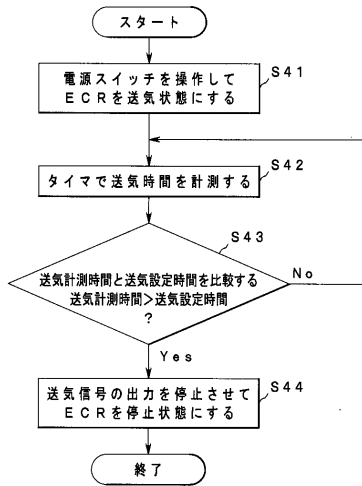 スタート
電源スイッチを操作して
ECRを送気状態にする
S41
タイマで送気時間を計測する
S42
S43
送気計測時間と送気設定時間を比較する
送気計測時間>送気設定時間
?
No
Yes
送気信号の出力を停止させて
ECRを停止状態にする
S44
終了